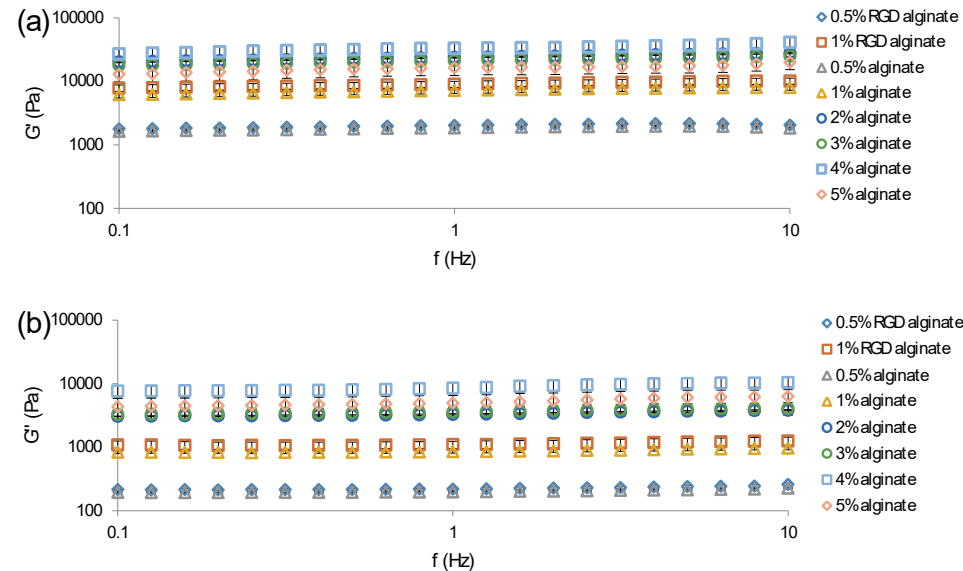 (a)
100000
10000
1000
100
G' (Pa)
0.1
1
10
f (Hz)
0.5% RGD alginate
1% RGD alginate
0.5% alginate
1% alginate
2% alginate
3% alginate
4% alginate
5% alginate
(b)
100000
10000
1000
100
G'' (Pa)
0.1
1
10
f (Hz)
0.5% RGD alginate
1% RGD alginate
0.5% alginate
1% alginate
2% alginate
3% alginate
4% alginate
5% alginate